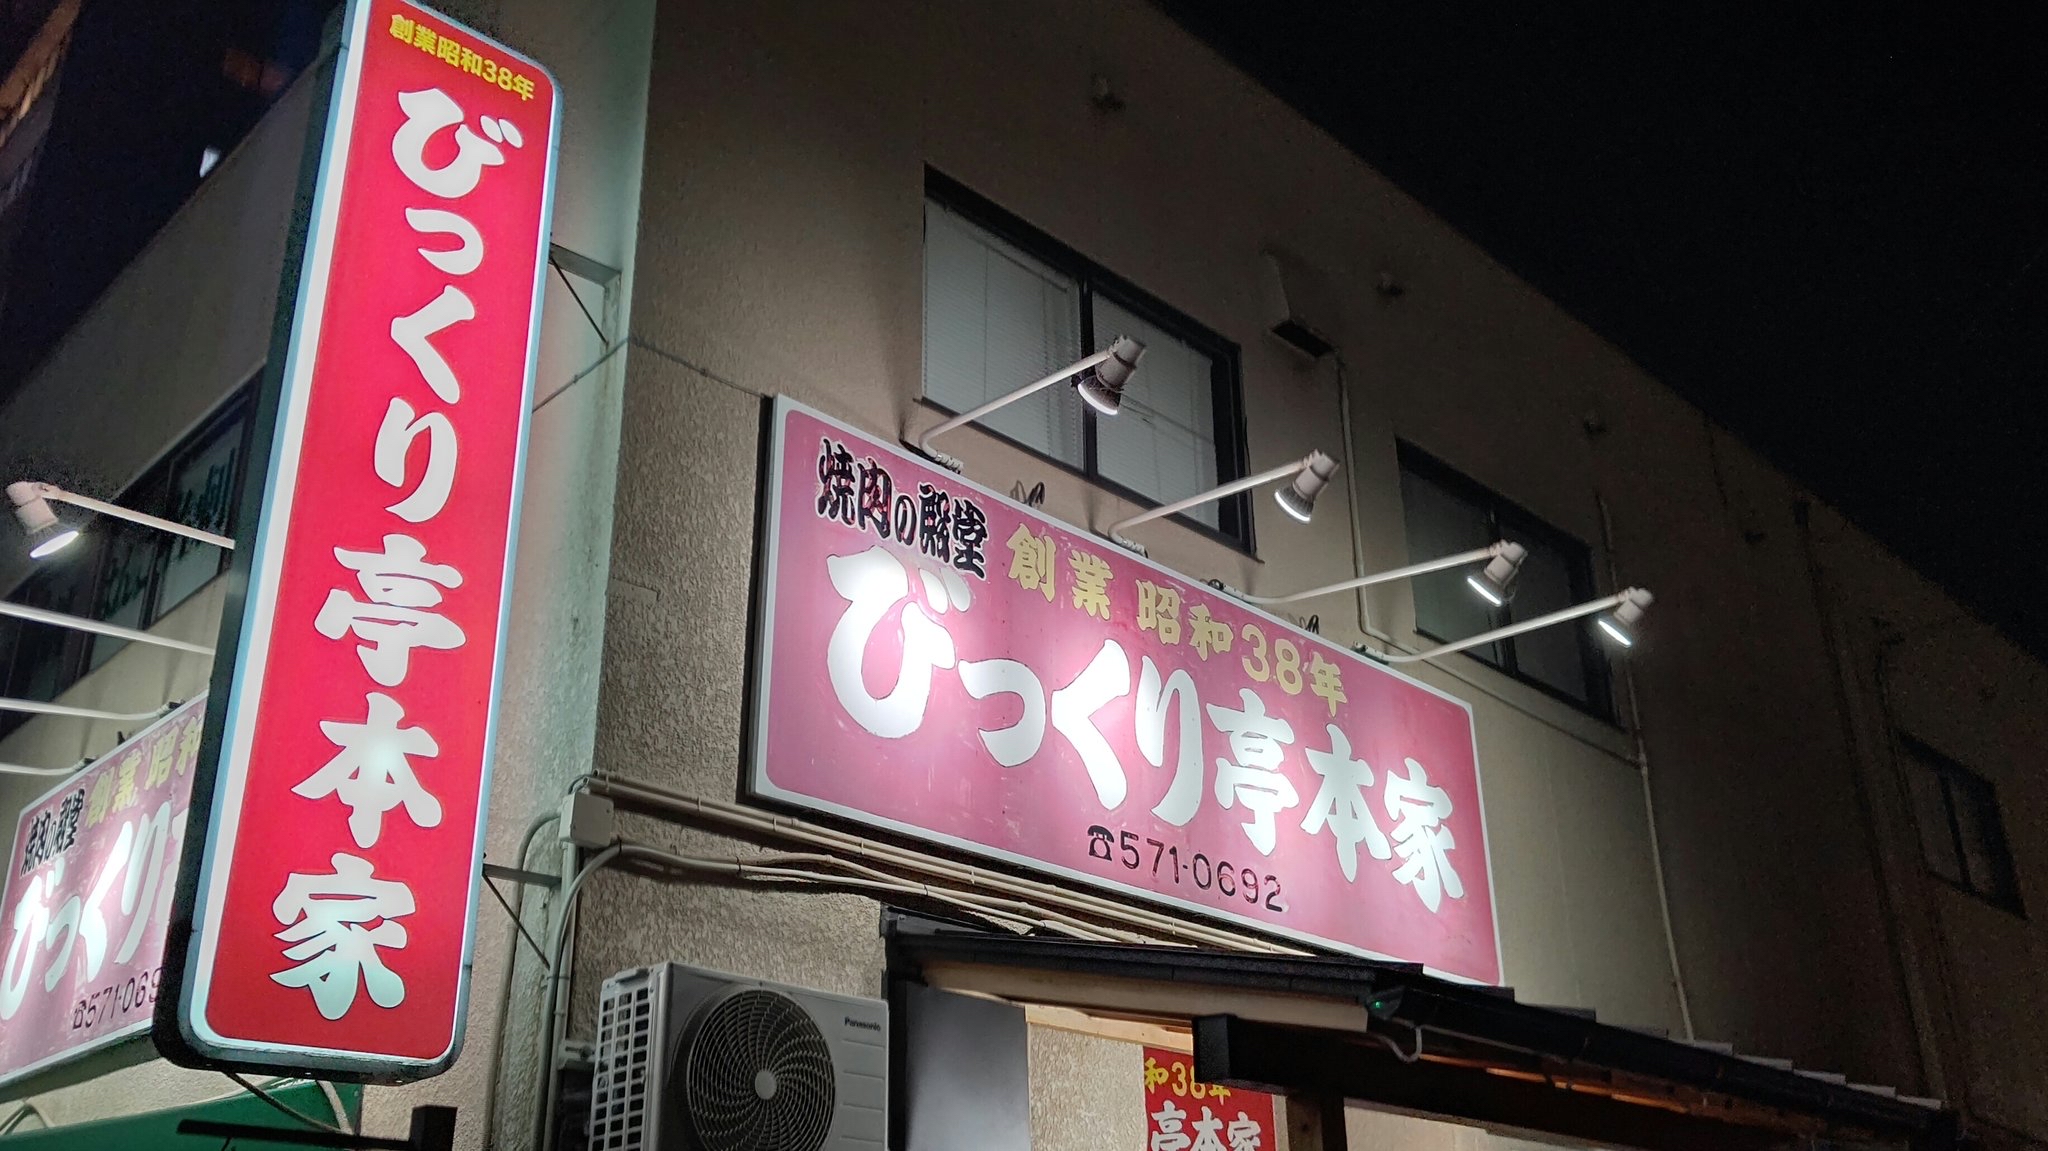 創業昭和38年
びっくり亭本家
焼肉の殿堂
創業 昭和38年
びっくり亭本家
☎571-0692
焼肉の殿堂
創業 昭和
びっくり
☎571-069
Panasonic
和38年
亭本家